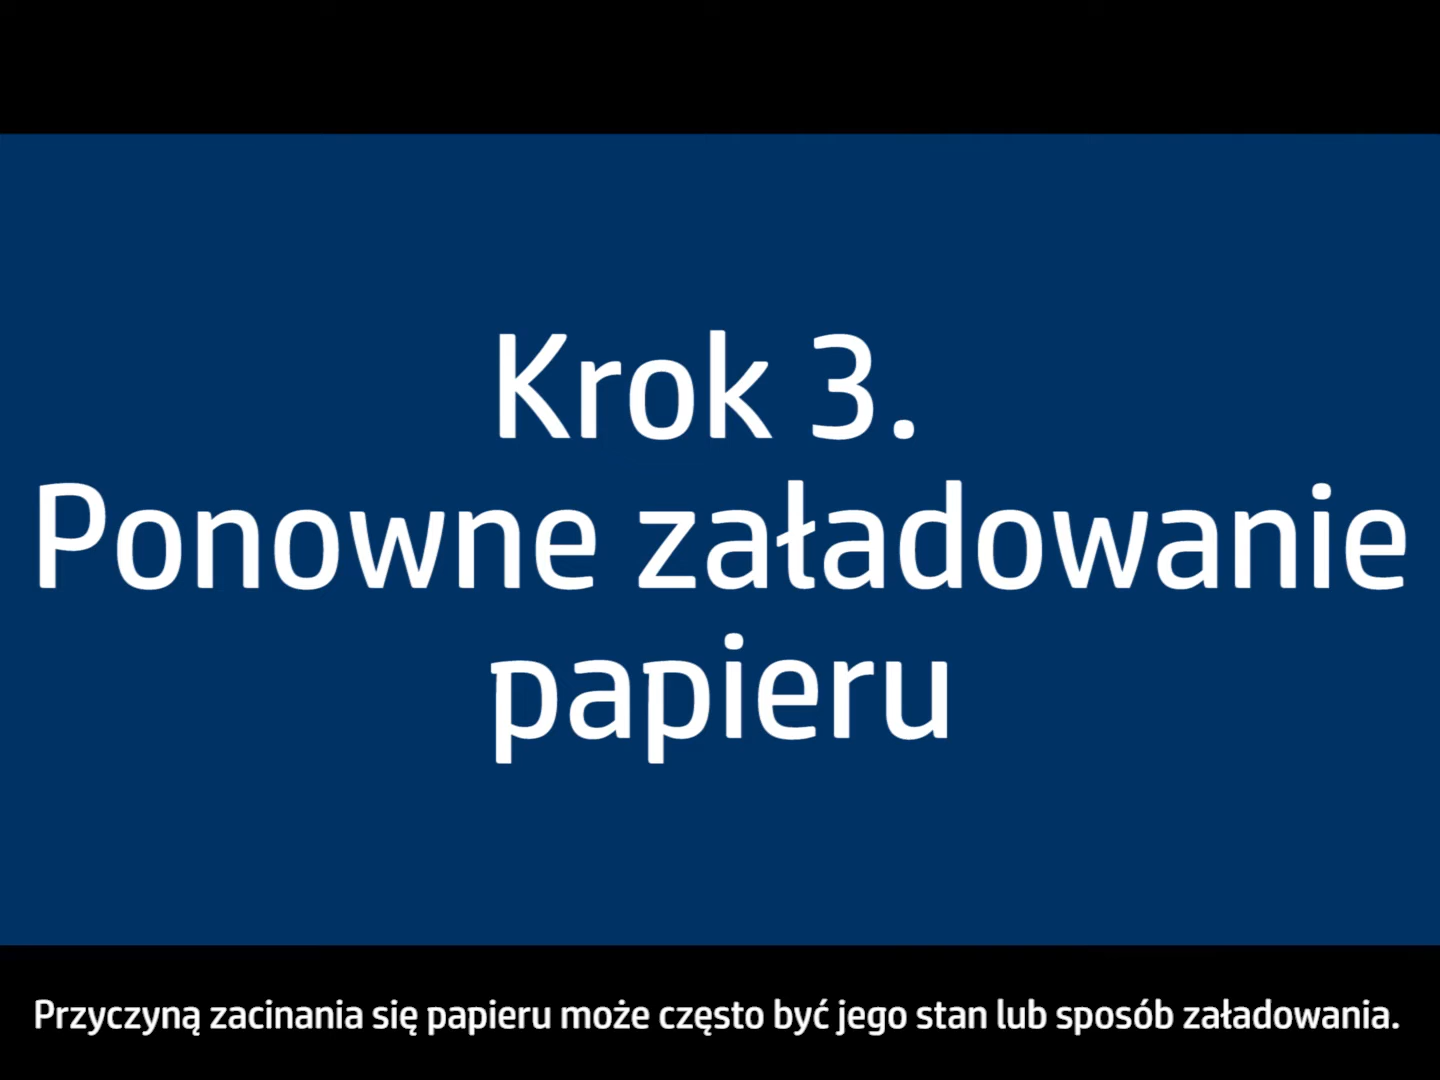 Krok 3.
Ponowne załadowanie
papieru
Przyczyną zacinania się papieru może często być jego stan lub sposób załadowania.